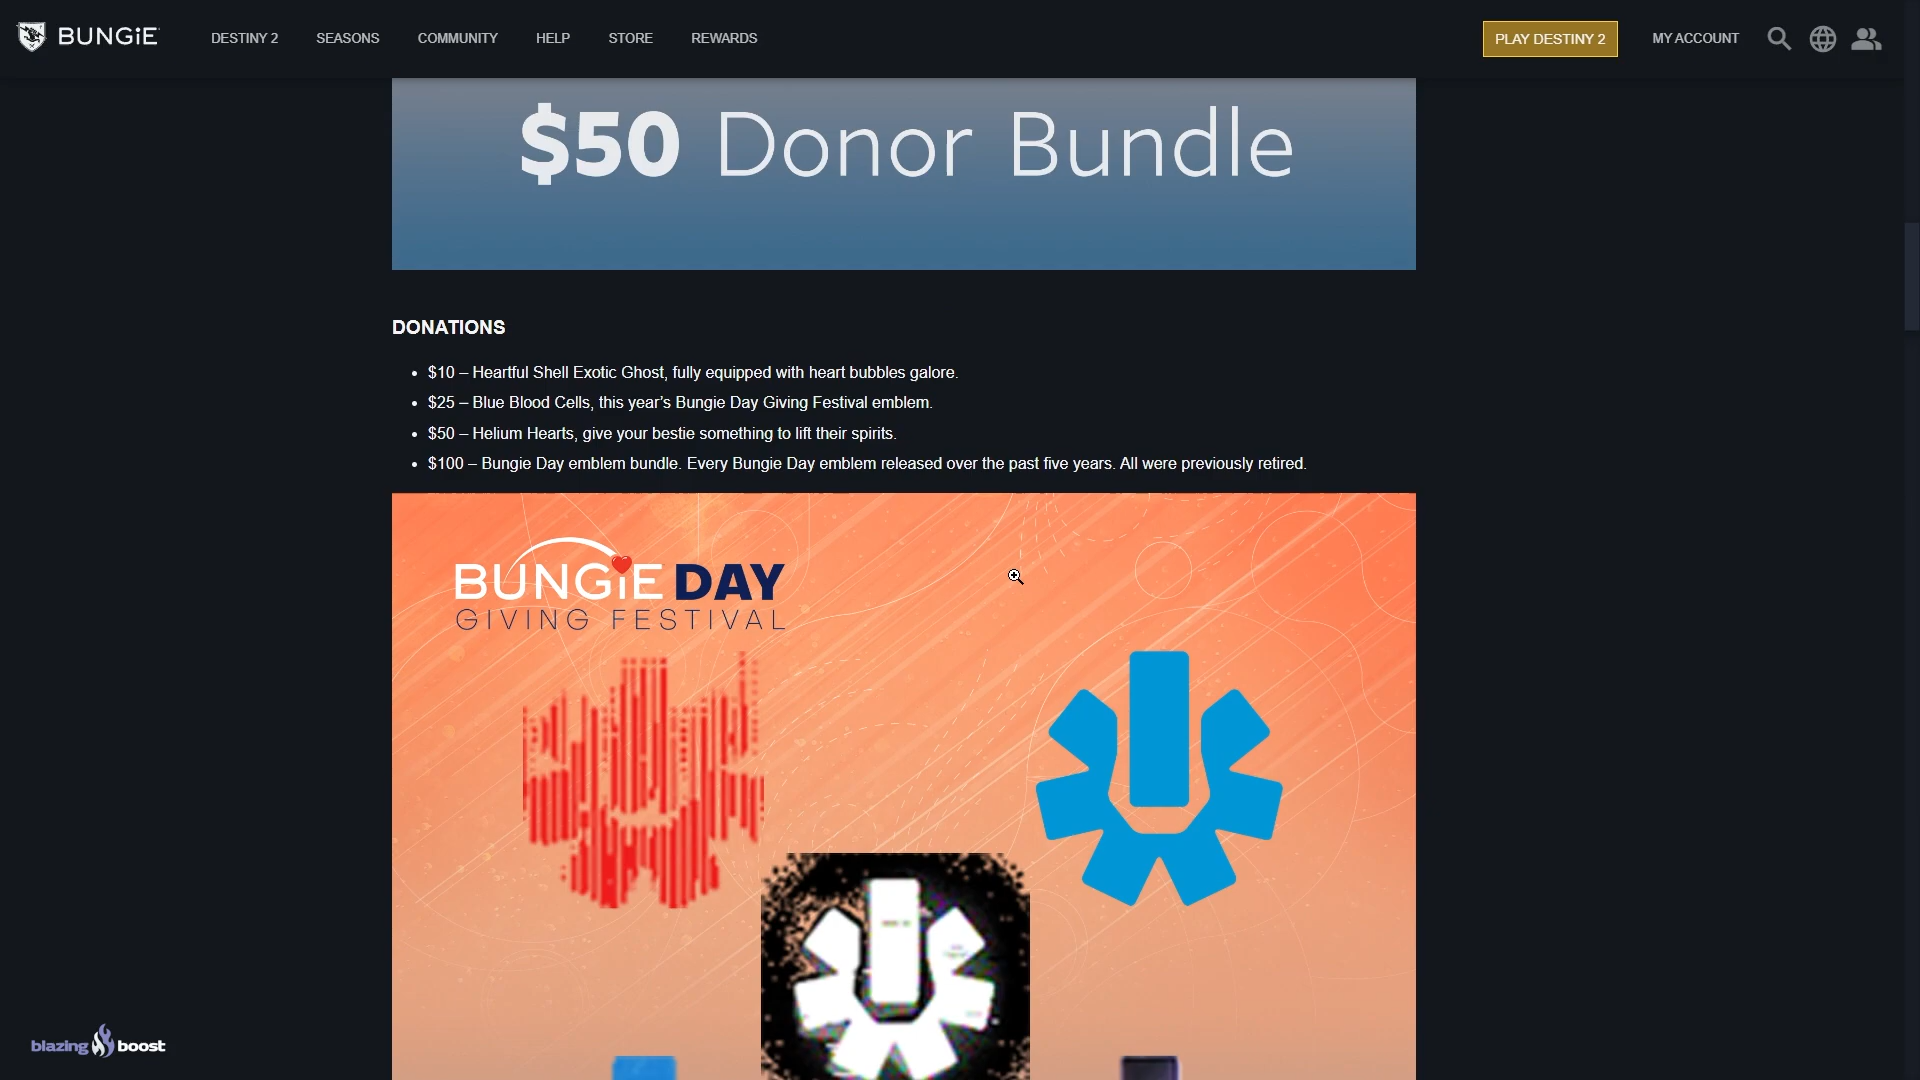 BUNGiE
DESTINY 2
SEASONS
COMMUNITY
HELP
STORE
REWARDS
PLAY DESTINY 2
MY ACCOUNT
$50 Donor Bundle
DONATIONS
• $10 – Heartful Shell Exotic Ghost, fully equipped with heart bubbles galore.
• $25 – Blue Blood Cells, this year’s Bungie Day Giving Festival emblem.
• $50 – Helium Hearts, give your bestie something to lift their spirits.
• $100 – Bungie Day emblem bundle. Every Bungie Day emblem released over the past five years. All were previously retired.
BUNGiE DAY
GIVING FESTIVAL
blazing boost